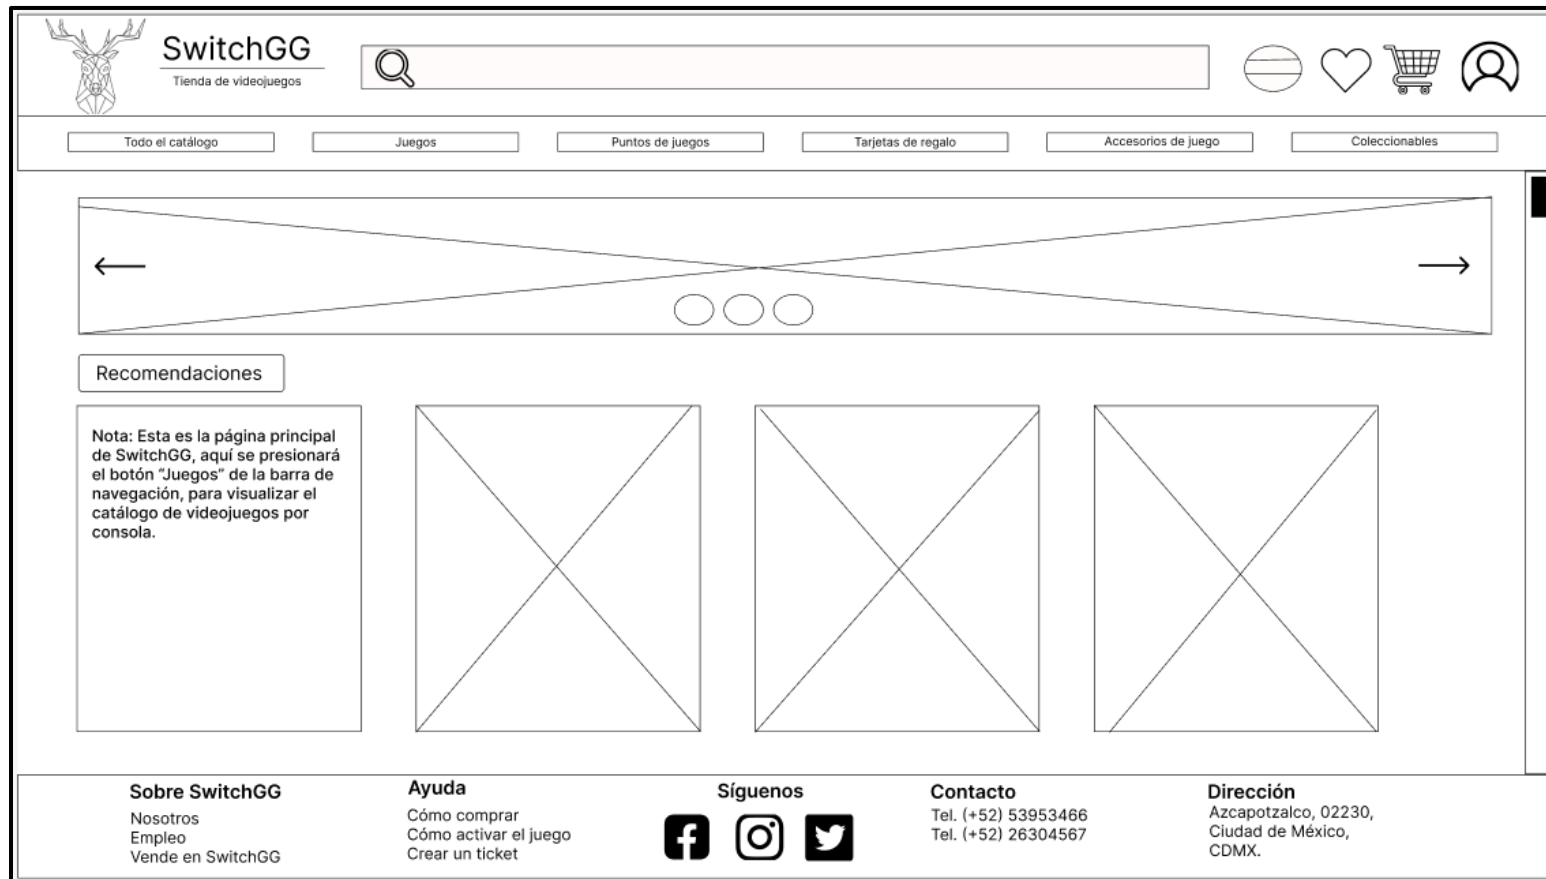 SwitchGG
Tienda de videojuegos
Todo el catálogo
Juegos
Puntos de juegos
Tarjetas de regalo
Accesorios de juego
Coleccionables
Recomendaciones
Nota: Esta es la página principal
de SwitchGG, aquí se presionará
el botón “Juegos” de la barra de
navegación, para visualizar el
catálogo de videojuegos por
consola.
Sobre SwitchGG
Nosotros
Empleo
Vende en SwitchGG
Ayuda
Cómo comprar
Cómo activar el juego
Crear un ticket
Síguenos
Contacto
Tel. (+52) 53953466
Tel. (+52) 26304567
Dirección
Azcapotzalco, 02230,
Ciudad de México,
CDMX.